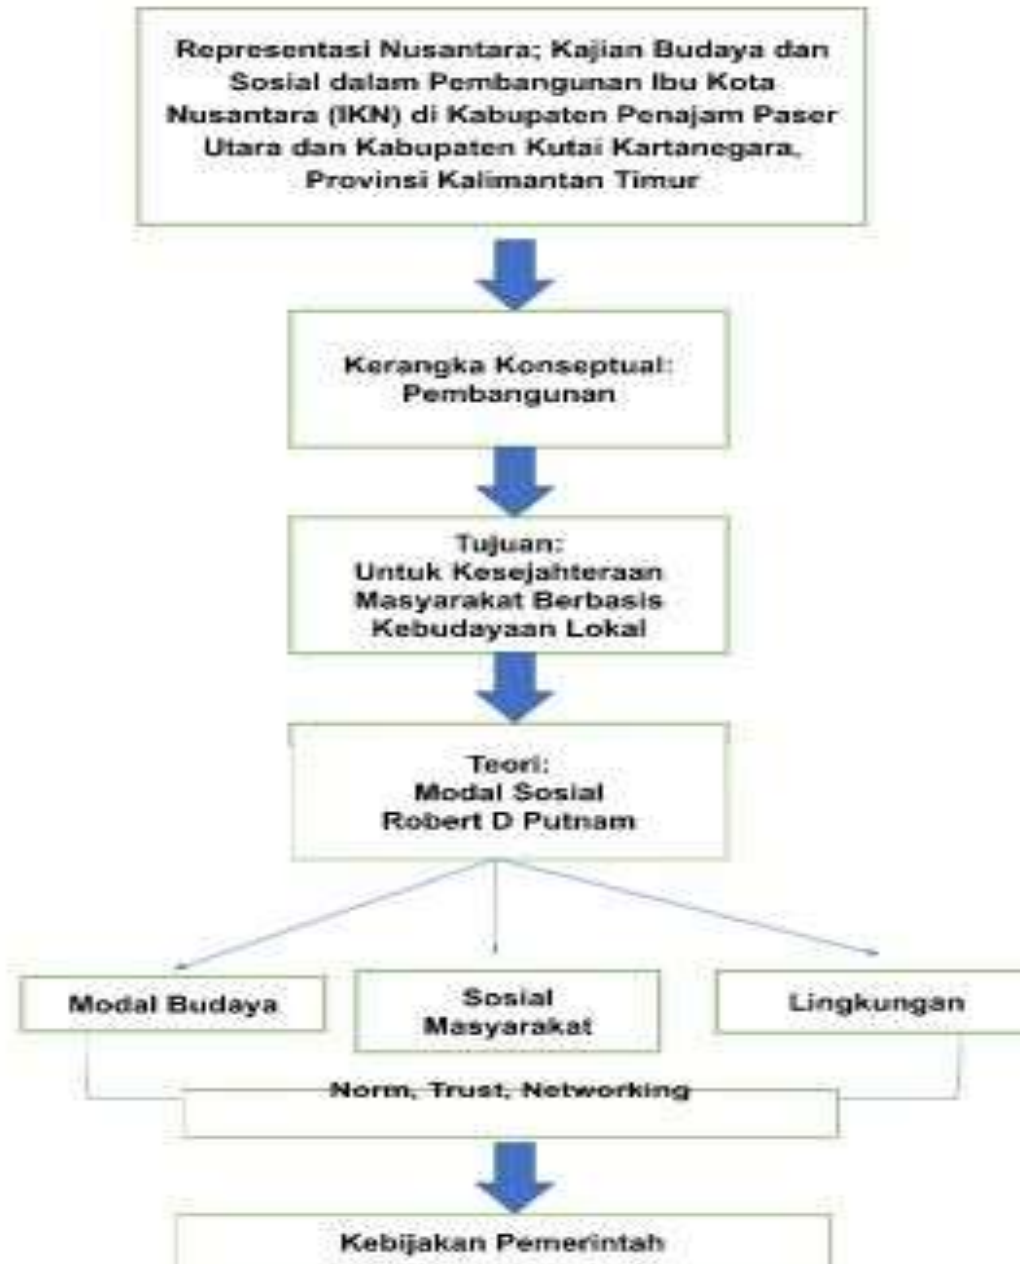 Representasi Nusantara; Kajian Budaya dan
Sosial dalam Pembangunan Ibu Kota
Nusantara (IKN) di Kabupaten Penajam Paser
Utara dan Kabupaten Kutai Kartanegara,
Provinsi Kalimantan Timur
Kerangka Konseptual:
Pembangunan
Tujuan:
Untuk Kesejahteraan
Masyarakat Berbasis
Kebudayaan Lokal
Teori:
Modal Sosial
Robert D Putnam
Modal Budaya
Sosial
Masyarakat
Lingkungan
Norm, Trust, Networking
Kebijakan Pemerintah